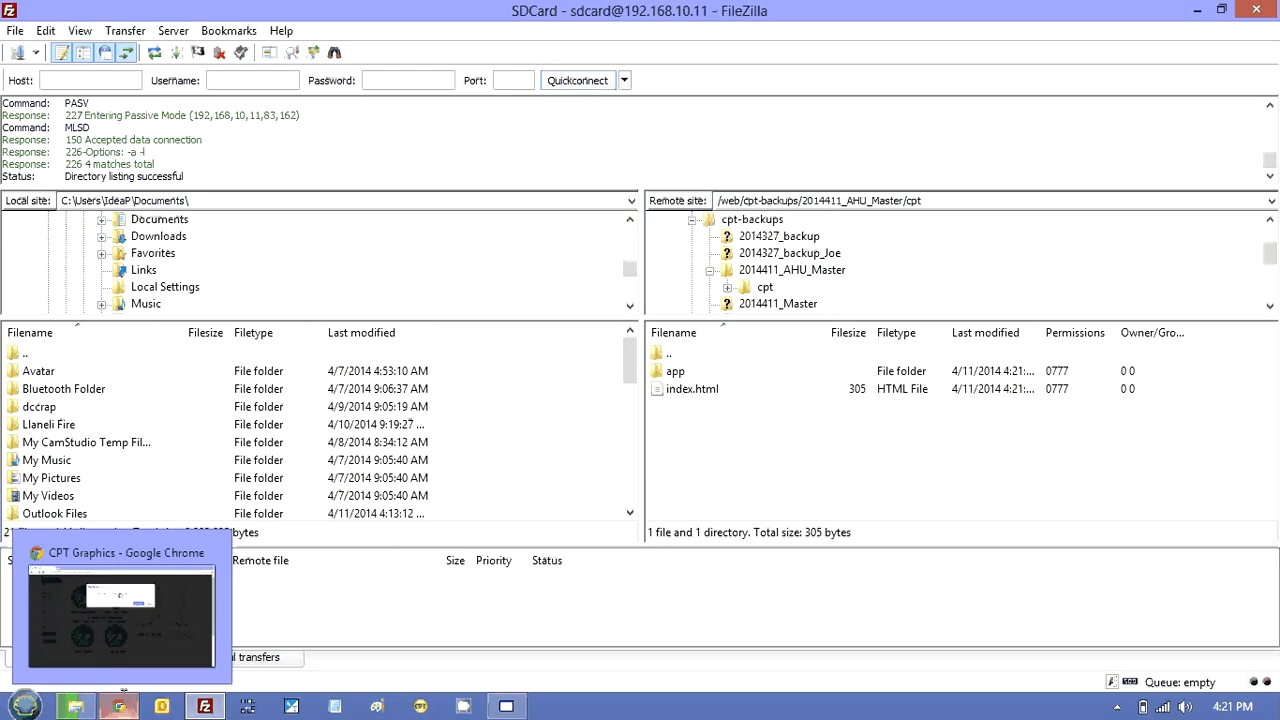 SDCard - sdcard@192.168.10.11 - FileZilla
File Edit View Transfer Server Bookmarks Help
Host: Username: Password: Port: Quickconnect
Command: PASV
Response: 227 Entering Passive Mode (192,168,10,11,83,162)
Command: MLSD
Response: 150 Accepted data connection
Response: 226-Options: -a -l
Response: 226 4 matches total
Status: Directory listing successful
Local site: C:\Users\IdeaP\Documents\
Documents
Downloads
Favorites
Links
Local Settings
Music
Remote site: /web/cpt-backups/2014411_AHU_Master/cpt
cpt-backups
2014327_backup
2014327_backup_Joe
2014411_AHU_Master
cpt
2014411_Master
Filename Filesize Filetype Last modified
..
Avatar File folder 4/7/2014 4:53:10 AM
Bluetooth Folder File folder 4/7/2014 9:06:37 AM
dccrap File folder 4/9/2014 9:05:19 AM
Llaneli Fire File folder 4/10/2014 9:19:27 ...
My CamStudio Temp Fil... File folder 4/8/2014 8:34:12 AM
My Music File folder 4/7/2014 9:05:40 AM
My Pictures File folder 4/7/2014 9:05:40 AM
My Videos File folder 4/7/2014 9:05:40 AM
Outlook Files File folder 4/11/2014 4:13:12 ...
bytes
Filename Filesize Filetype Last modified Permissions Owner/Gro...
..
app File folder 4/11/2014 4:21:... 0777 0 0
index.html 305 HTML File 4/11/2014 4:21:... 0777 0 0
1 file and 1 directory. Total size: 305 bytes
CPT Graphics - Google Chrome
Remote file Size Priority Status
l transfers
Queue: empty
4:21 PM